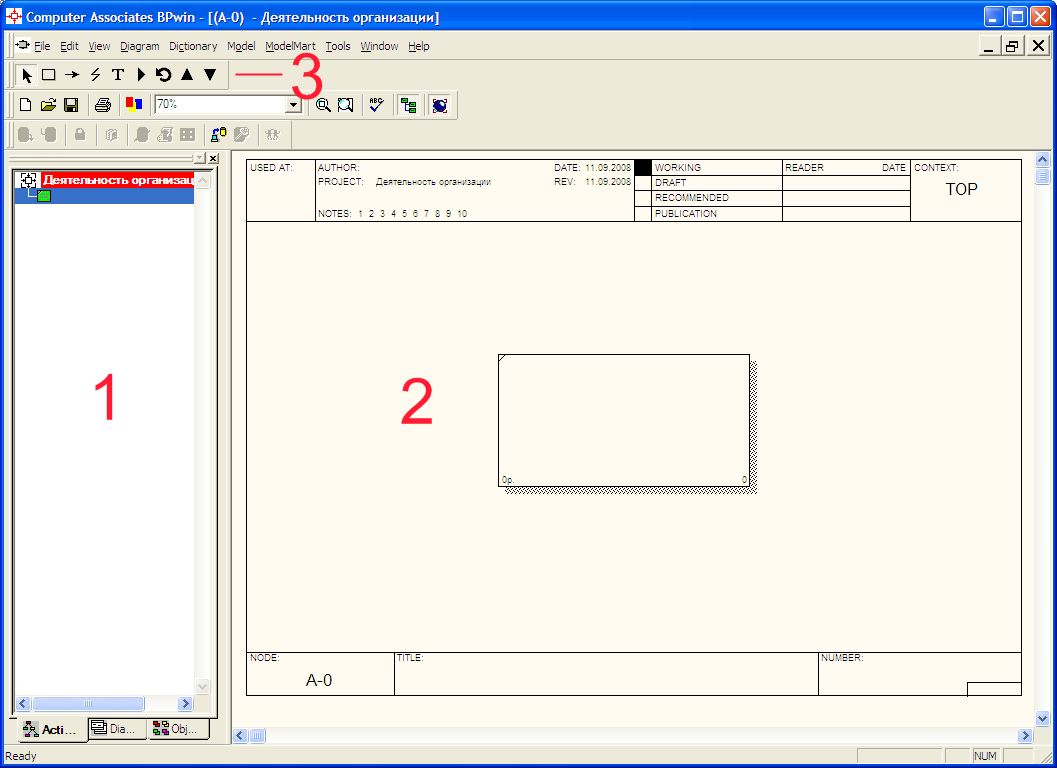 Computer Associates BPwin - [(A-0) - Деятельность организации]
File Edit View Diagram Dictionary Model ModelMart Tools Window Help
T
3
70%
ABC
Деятельность организац
USED AT: AUTHOR: DATE: 11.09.2008 WORKING READER DATE CONTEXT:
PROJECT: Деятельность организации REV: 11.09.2008 DRAFT
TOP
RECOMMENDED
NOTES: 1 2 3 4 5 6 7 8 9 10 PUBLICATION
1
2
0р. 0
NODE: TITLE: NUMBER:
A-0
Acti... Dia... Obj...
Ready NUM